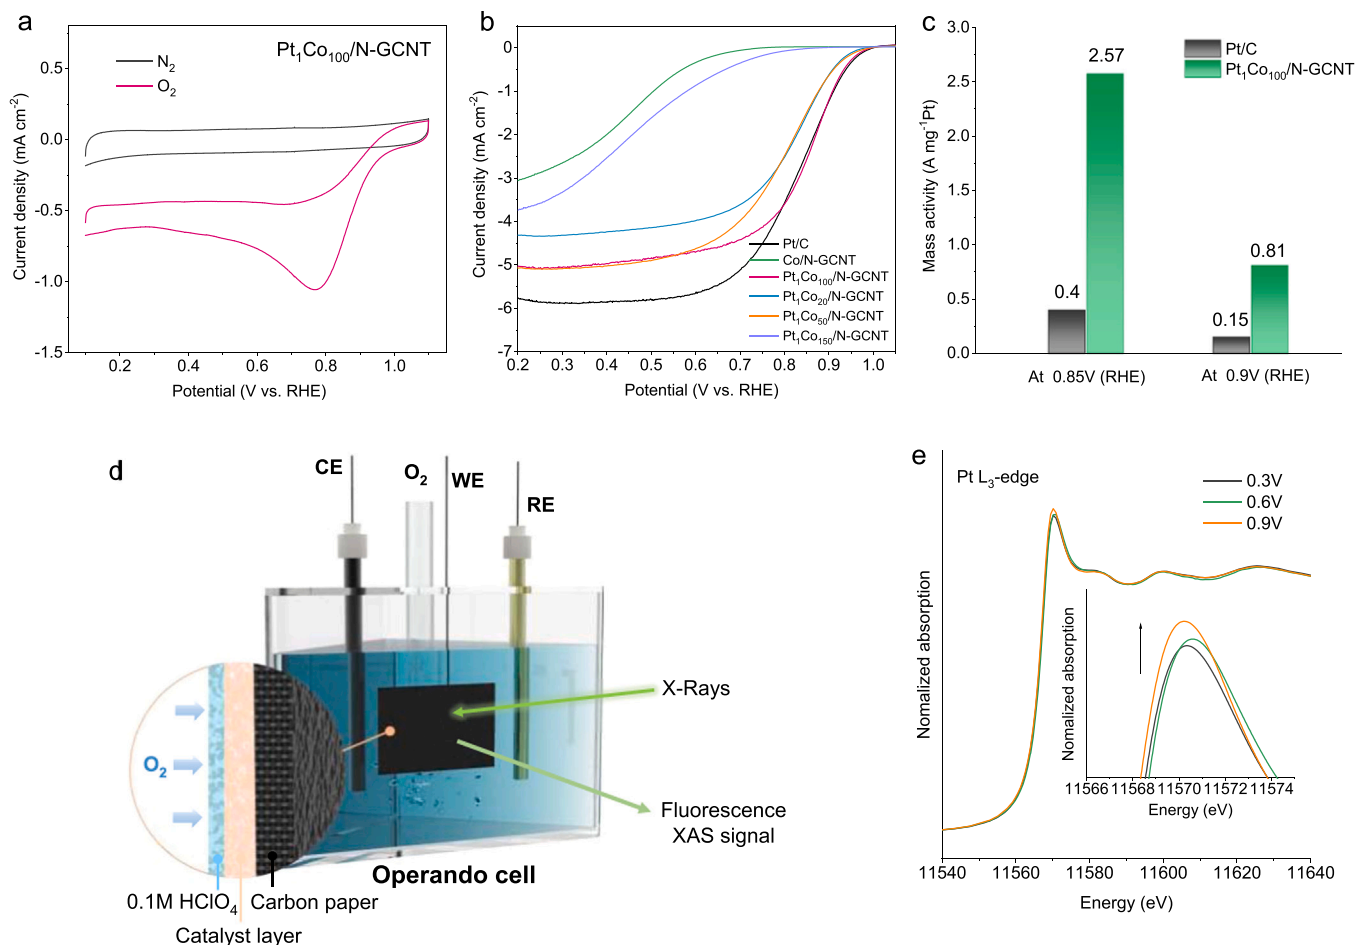 a
Pt₁Co₁₀₀/N-GCNT
N₂
O₂
0.5
0.0
-0.5
-1.0
-1.5
0.2
0.4
0.6
0.8
1.0
Current density (mA cm⁻²)
Potential (V vs. RHE)
b
0
-1
-2
-3
-4
-5
-6
-7
0.2
0.3
0.4
0.5
0.6
0.7
0.8
0.9
1.0
Current density (mA cm⁻²)
Potential (V vs. RHE)
Pt/C
Co/N-GCNT
Pt₁Co₁₀₀/N-GCNT
Pt₁Co₂₀/N-GCNT
Pt₁Co₅₀/N-GCNT
Pt₁Co₁₅₀/N-GCNT
c
3.0
2.5
2.0
1.5
1.0
0.5
0.0
Mass activity (A mg⁻¹Pt)
Pt/C
Pt₁Co₁₀₀/N-GCNT
2.57
0.4
0.81
0.15
At 0.85V (RHE)
At 0.9V (RHE)
d
CE
O₂
WE
RE
X-Rays
Fluorescence
XAS signal
O₂
Operando cell
0.1M HClO₄
Carbon paper
Catalyst layer
e
Pt L₃-edge
0.3V
0.6V
0.9V
Nomalized absorption
Nomalized absorption
11566
11568
11570
11572
11574
Energy (eV)
11540
11560
11580
11600
11620
11640
Energy (eV)